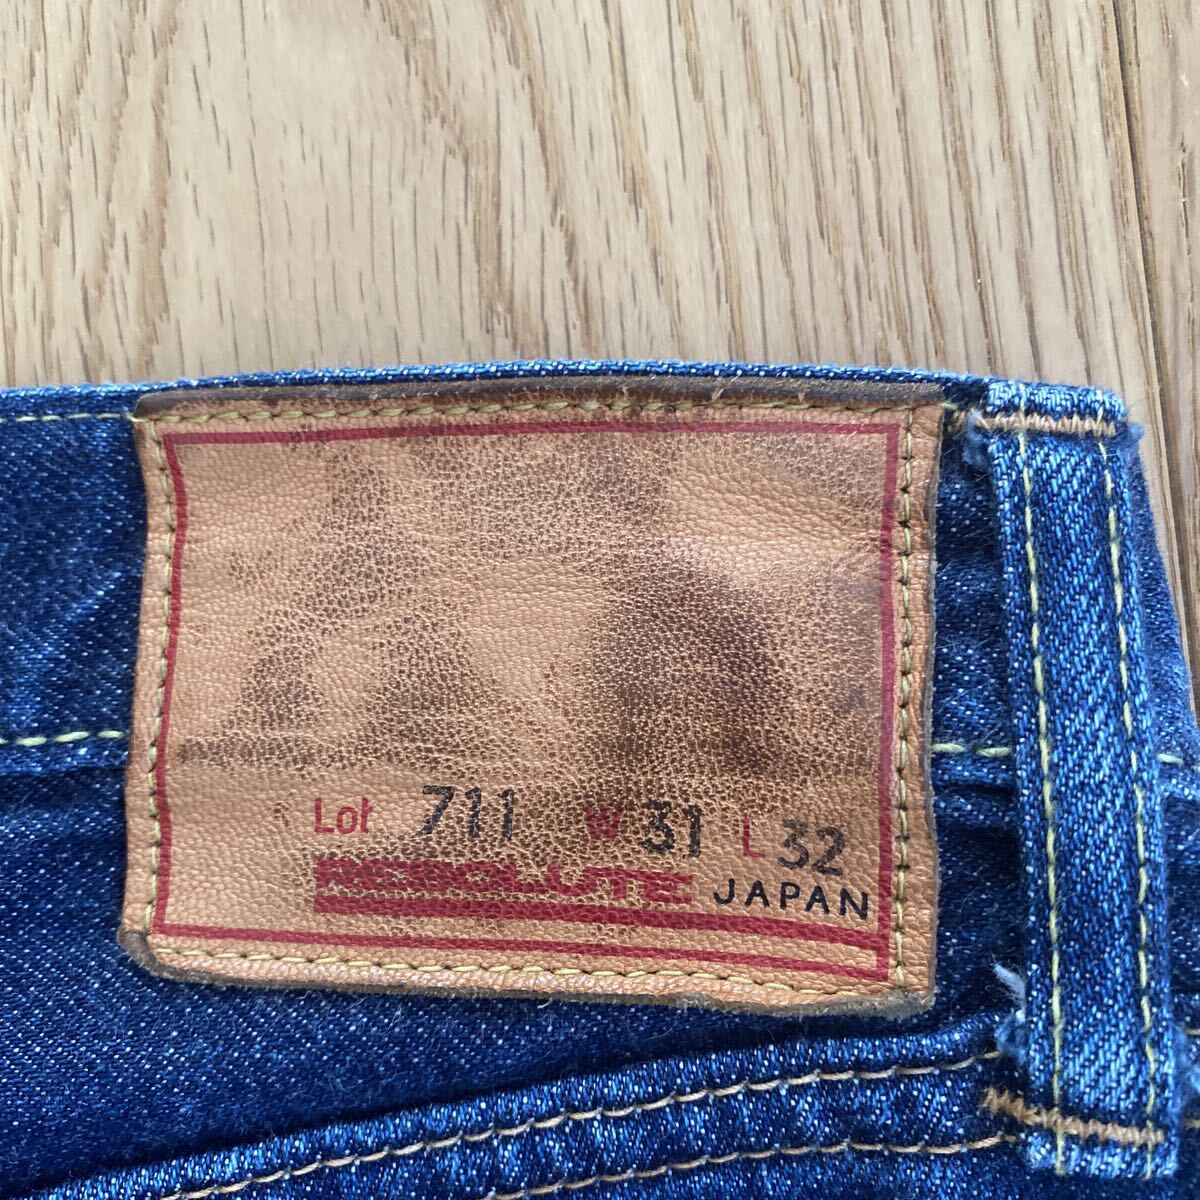 Lot 711 W 31 L 32
RESOLUTE JAPAN